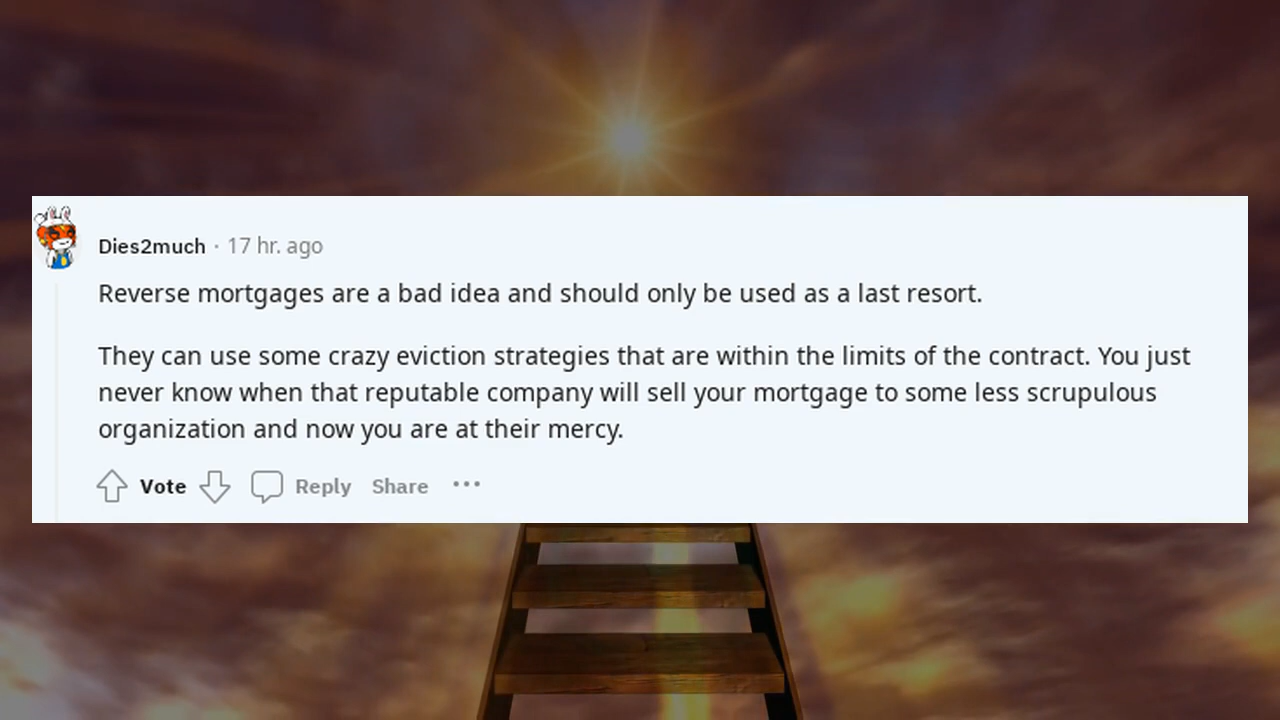 Dies2much · 17 hr. ago
Reverse mortgages are a bad idea and should only be used as a last resort.
They can use some crazy eviction strategies that are within the limits of the contract. You just
never know when that reputable company will sell your mortgage to some less scrupulous
organization and now you are at their mercy.
Vote Reply Share ···